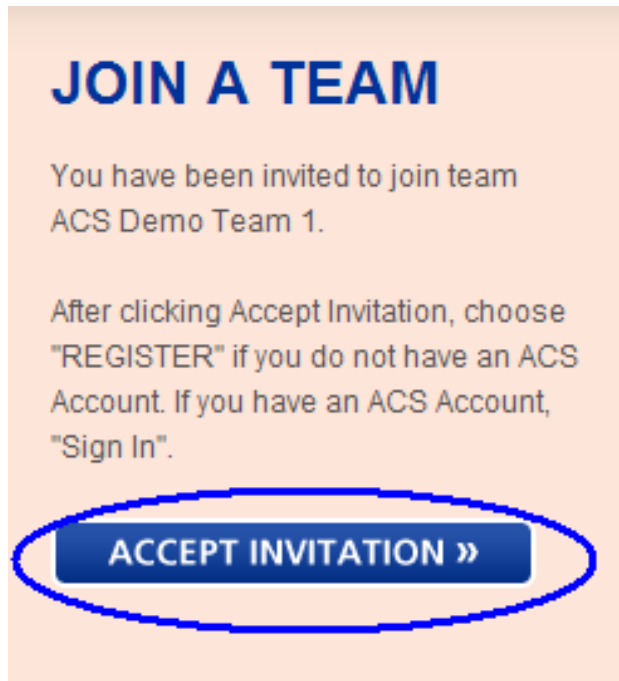 JOIN A TEAM
You have been invited to join team
ACS Demo Team 1.
After clicking Accept Invitation, choose
"REGISTER" if you do not have an ACS
Account. If you have an ACS Account,
"Sign In".
ACCEPT INVITATION »